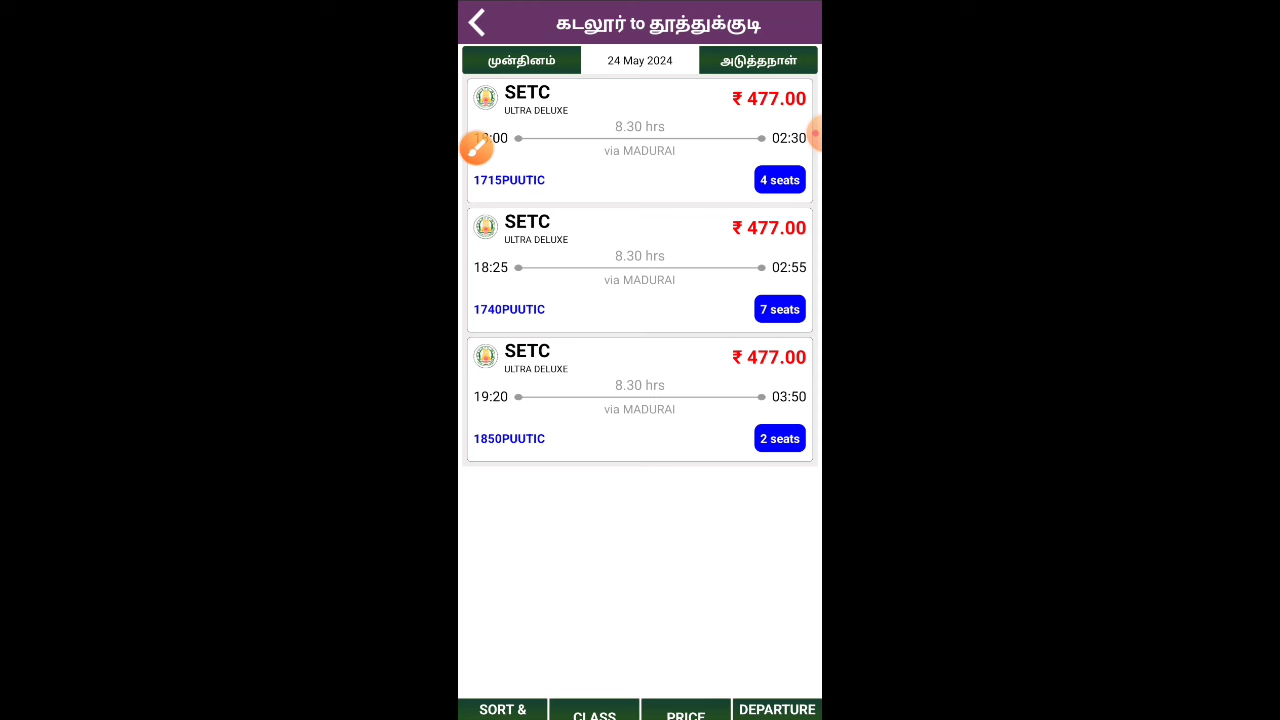 கடலூர் to தூத்துக்குடி
முன்தினம் 24 May 2024 அடுத்தநாள்
SETC ₹ 477.00
ULTRA DELUXE
8.30 hrs
02:30
via MADURAI
1715PUUTIC 4 seats
SETC ₹ 477.00
ULTRA DELUXE
8.30 hrs
18:25 02:55
via MADURAI
1740PUUTIC 7 seats
SETC ₹ 477.00
ULTRA DELUXE
8.30 hrs
19:20 03:50
via MADURAI
1850PUUTIC 2 seats
SORT & CLASS PRICE DEPARTURE